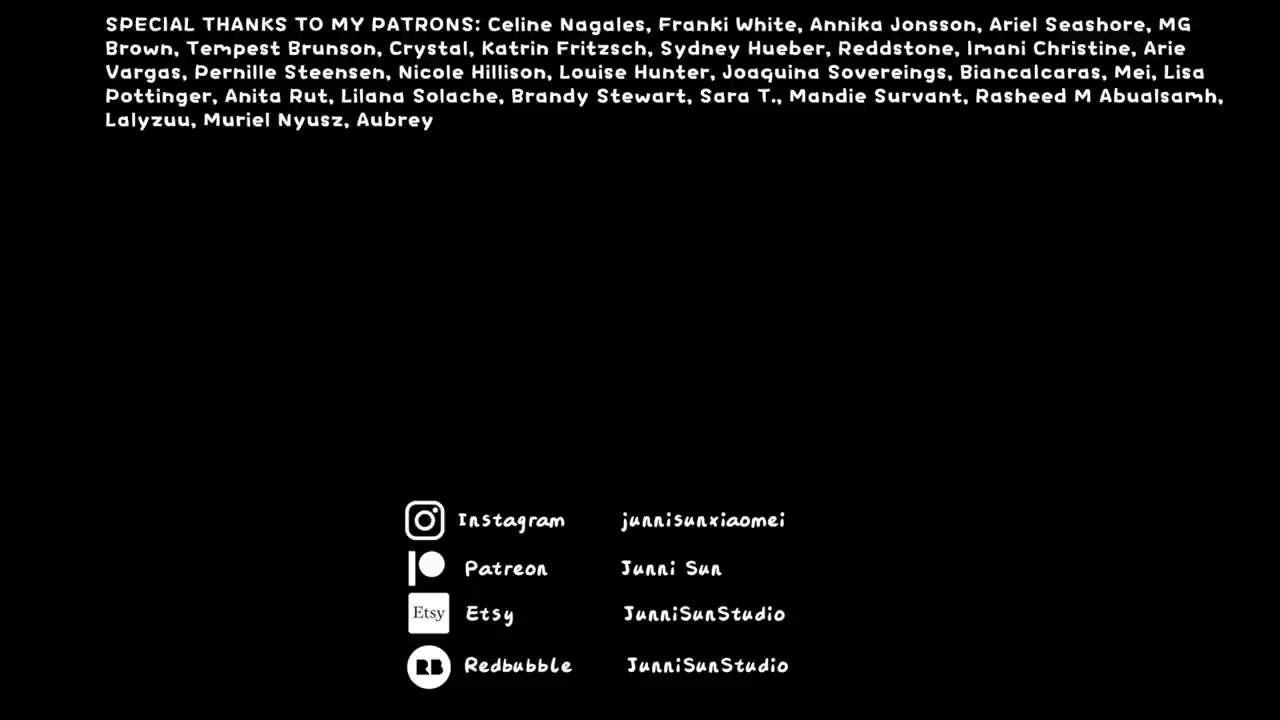 SPECIAL THANKS TO MY PATRONS: Celine Nagales, Franki White, Annika Jonsson, Ariel Seashore, MG
Brown, Tempest Brunson, Crystal, Katrin Fritzsch, Sydney Hueber, Reddstone, Imani Christine, Arie
Vargas, Pernille Steensen, Nicole Hillison, Louise Hunter, Joaquina Sovereings, Biancalcaras, Mei, Lisa
Pottinger, Anita Rut, Lilana Solache, Brandy Stewart, Sara T., Mandie Survant, Rasheed M Abualsamh,
Lalyzuu, Muriel Nyusz, Aubrey
Instagram junnisunxiaomei
Patreon Junni Sun
Etsy Etsy JunniSunStudio
RB Redbubble JunniSunStudio